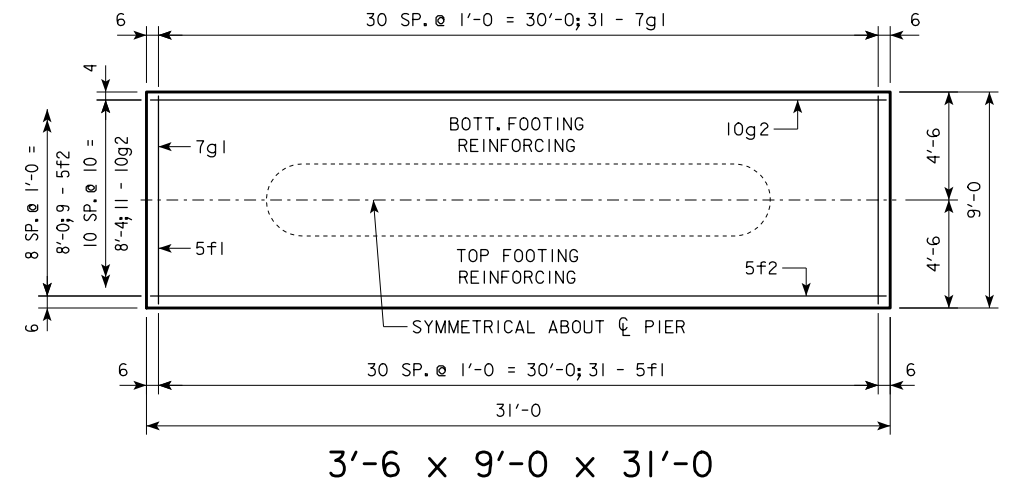 6 30 SP. @ 1'-0 = 30'-0; 31 - 7g1 6
4
BOTT. FOOTING
REINFORCING
10g2
7g1
8 SP. @ 1'-0 =
8'-0; 9 - 5f2
10 SP. @ 10 =
8'-4; 11 - 10g2
4'-6
9'-0
4'-6
5f1
TOP FOOTING
REINFORCING
5f2
6
SYMMETRICAL ABOUT ℄ PIER
6 30 SP. @ 1'-0 = 30'-0; 31 - 5f1 6
31'-0
3'-6 x 9'-0 x 31'-0